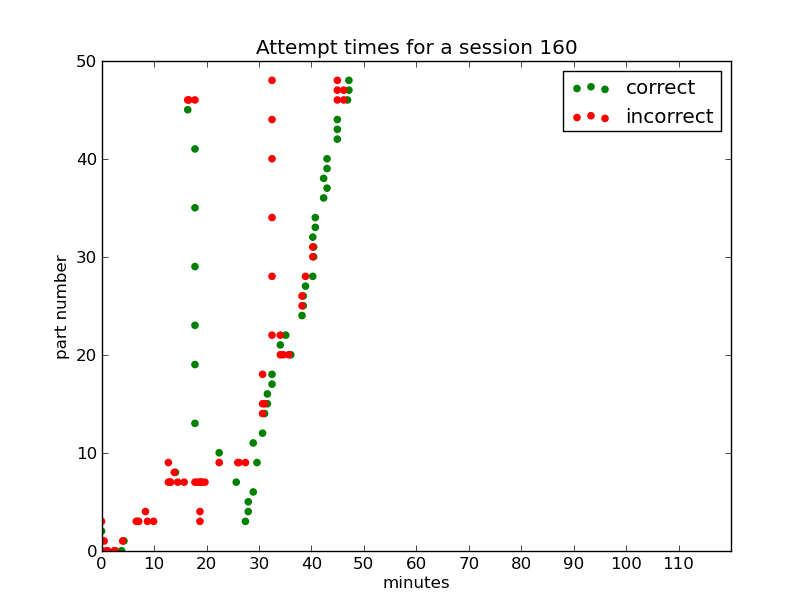 Attempt times for a session 160
50
correct
incorrect
40
30
part number
20
10
0
0 10 20 30 40 50 60 70 80 90 100 110
minutes